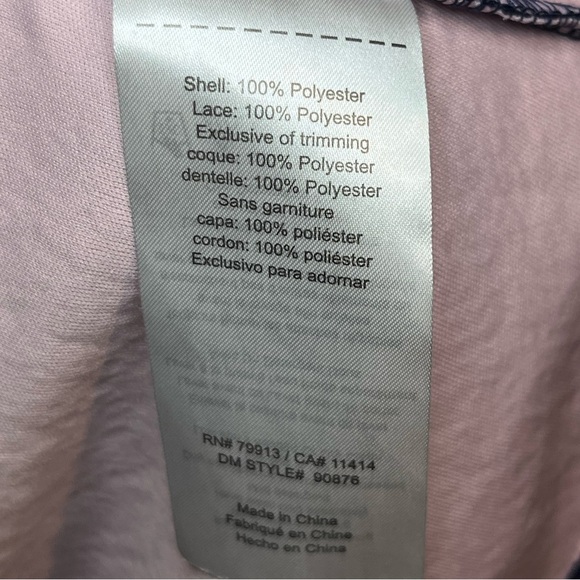 Shell: 100% Polyester
Lace: 100% Polyester
Exclusive of trimming
coque: 100% Polyester
dentelle: 100% Polyester
Sans garniture
capa: 100% poliéster
cordon: 100% poliéster
Exclusivo para adornar
RN# 79913 / CA# 11414
DM STYLE# 90876
Made in China
Fabriqué en Chine
Hecho en China